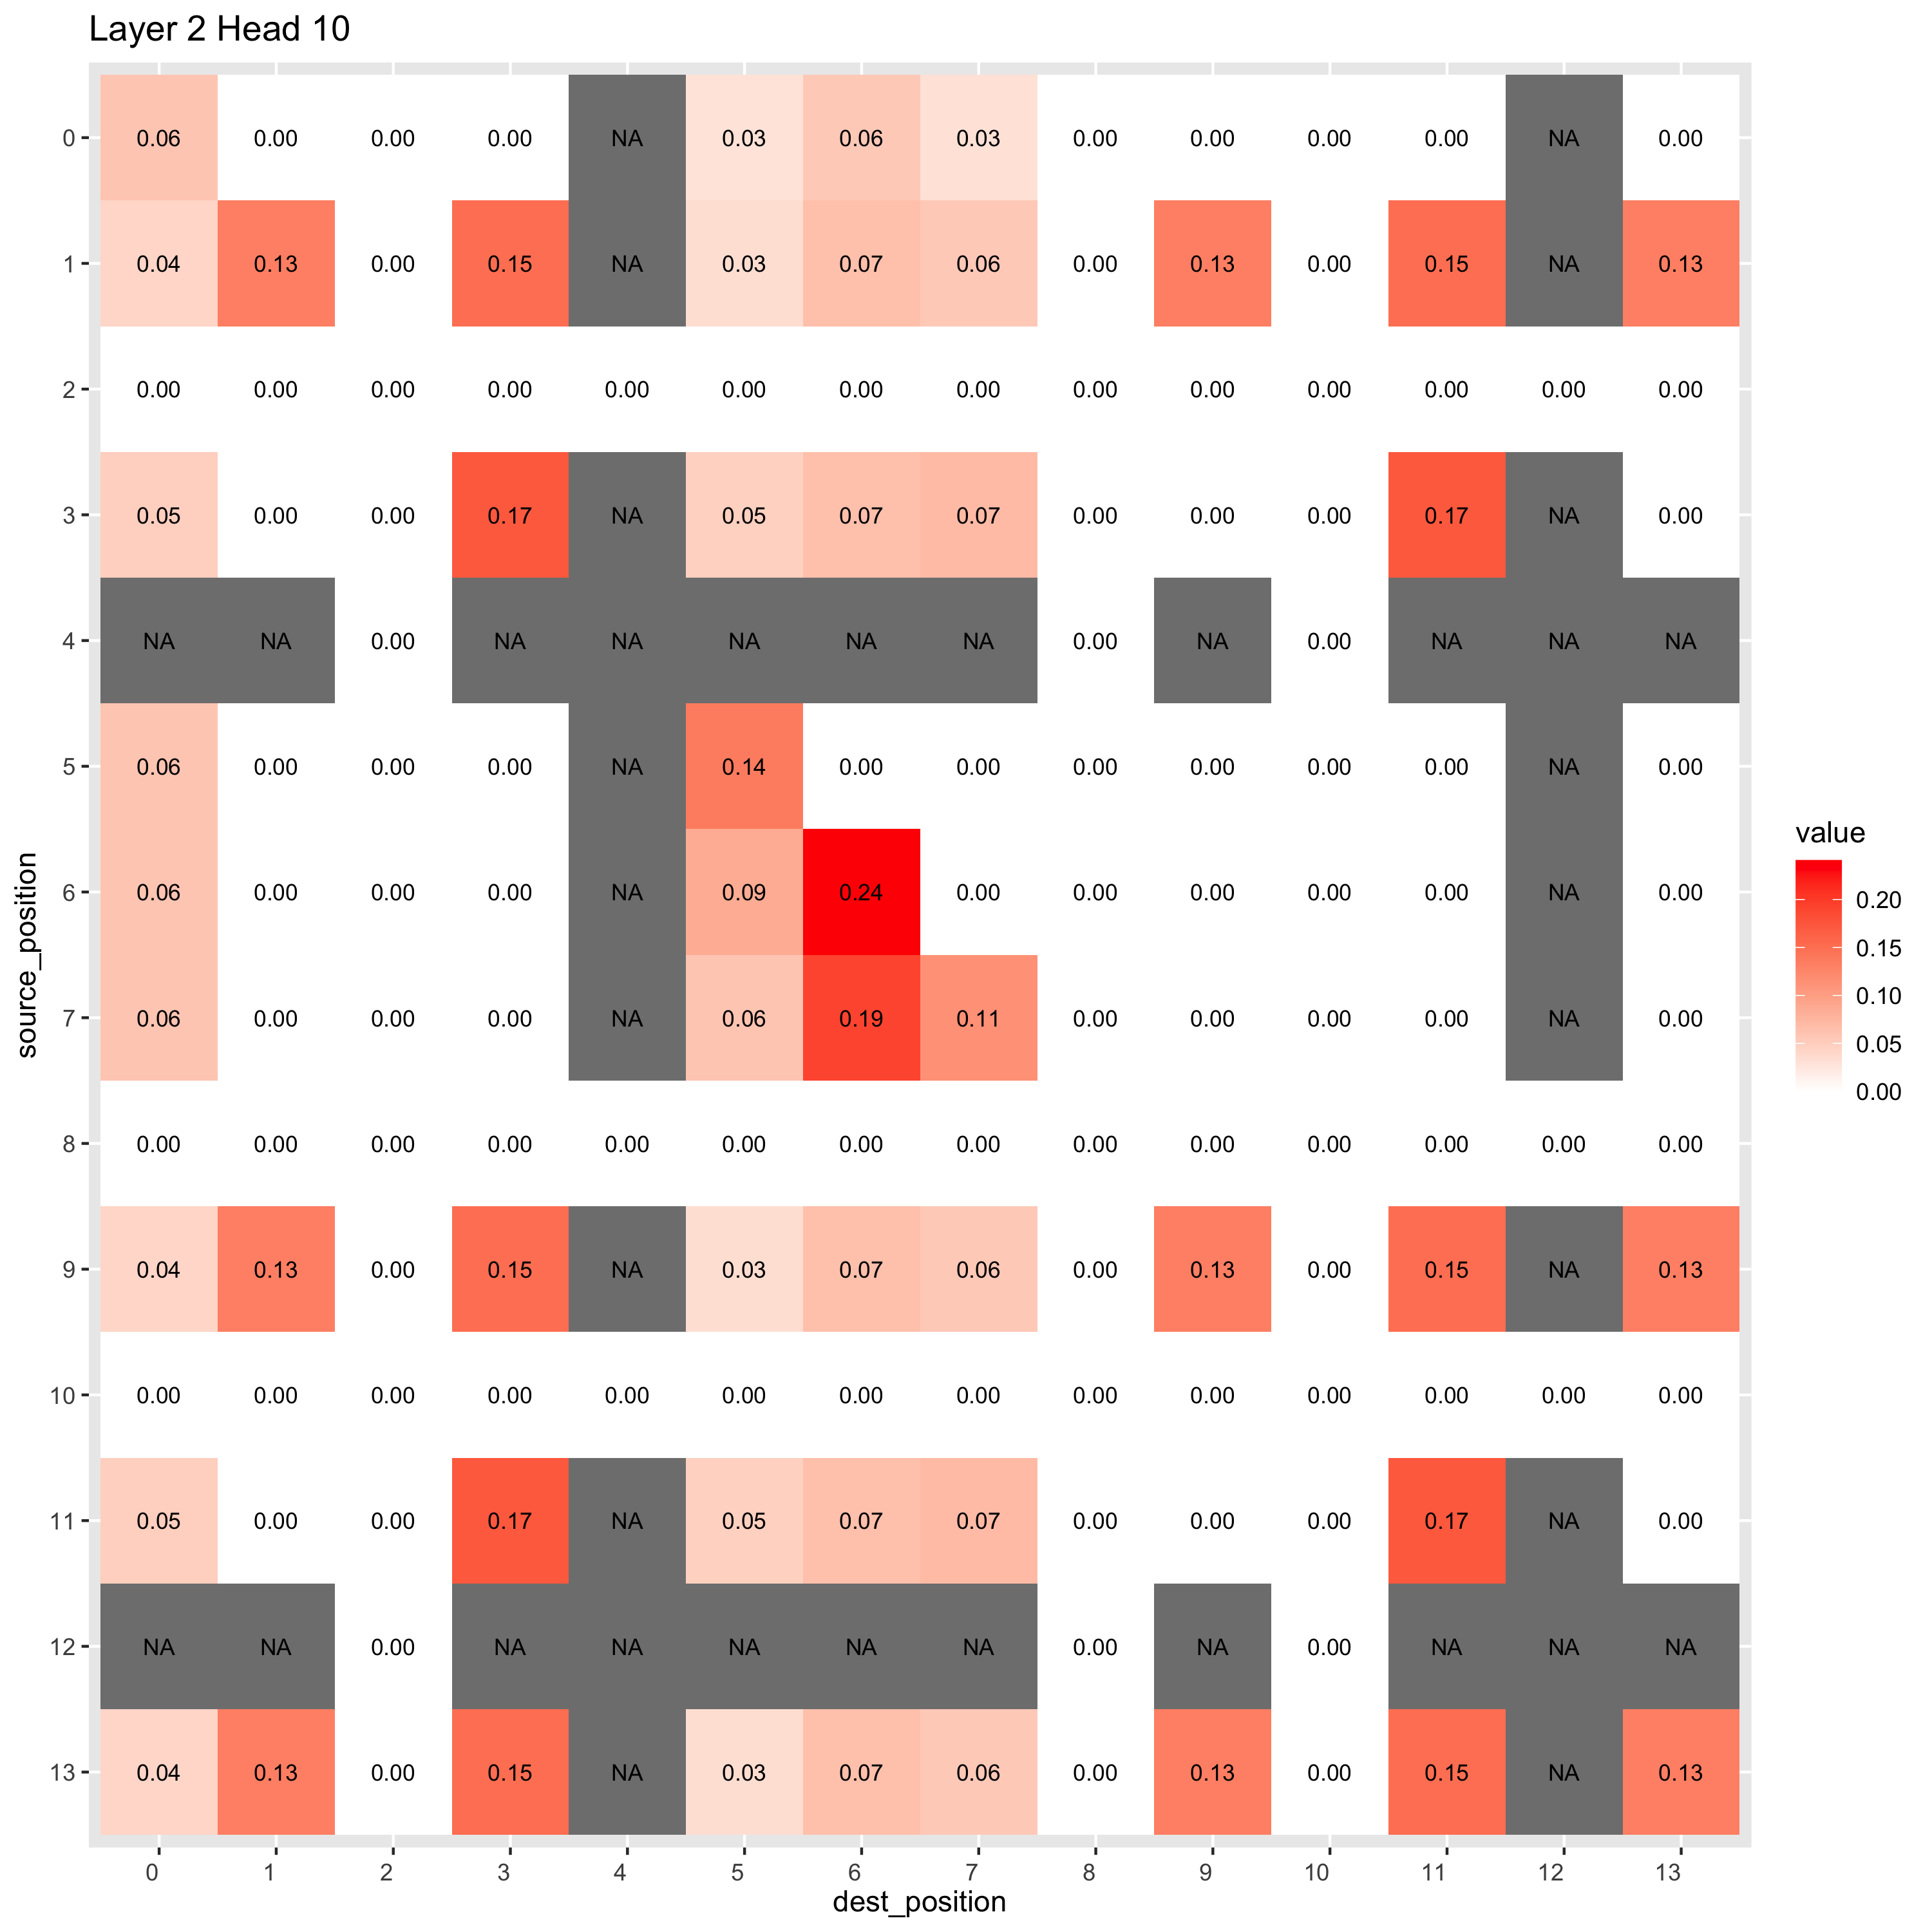 Layer 2 Head 10
0 0.06 0.00 0.00 0.00 NA 0.03 0.06 0.03 0.00 0.00 0.00 0.00 NA 0.00
1 0.04 0.13 0.00 0.15 NA 0.03 0.07 0.06 0.00 0.13 0.00 0.15 NA 0.13
2 0.00 0.00 0.00 0.00 0.00 0.00 0.00 0.00 0.00 0.00 0.00 0.00 0.00 0.00
3 0.05 0.00 0.00 0.17 NA 0.05 0.07 0.07 0.00 0.00 0.00 0.17 NA 0.00
4 NA NA 0.00 NA NA NA NA NA 0.00 NA 0.00 NA NA NA
5 0.06 0.00 0.00 0.00 NA 0.14 0.00 0.00 0.00 0.00 0.00 0.00 NA 0.00
6 0.06 0.00 0.00 0.00 NA 0.09 0.24 0.00 0.00 0.00 0.00 0.00 NA 0.00
7 0.06 0.00 0.00 0.00 NA 0.06 0.19 0.11 0.00 0.00 0.00 0.00 NA 0.00
8 0.00 0.00 0.00 0.00 0.00 0.00 0.00 0.00 0.00 0.00 0.00 0.00 0.00 0.00
9 0.04 0.13 0.00 0.15 NA 0.03 0.07 0.06 0.00 0.13 0.00 0.15 NA 0.13
10 0.00 0.00 0.00 0.00 0.00 0.00 0.00 0.00 0.00 0.00 0.00 0.00 0.00 0.00
11 0.05 0.00 0.00 0.17 NA 0.05 0.07 0.07 0.00 0.00 0.00 0.17 NA 0.00
12 NA NA 0.00 NA NA NA NA NA 0.00 NA 0.00 NA NA NA
13 0.04 0.13 0.00 0.15 NA 0.03 0.07 0.06 0.00 0.13 0.00 0.15 NA 0.13
0 1 2 3 4 5 6 7 8 9 10 11 12 13
dest_position
source_position
value
0.20
0.15
0.10
0.05
0.00